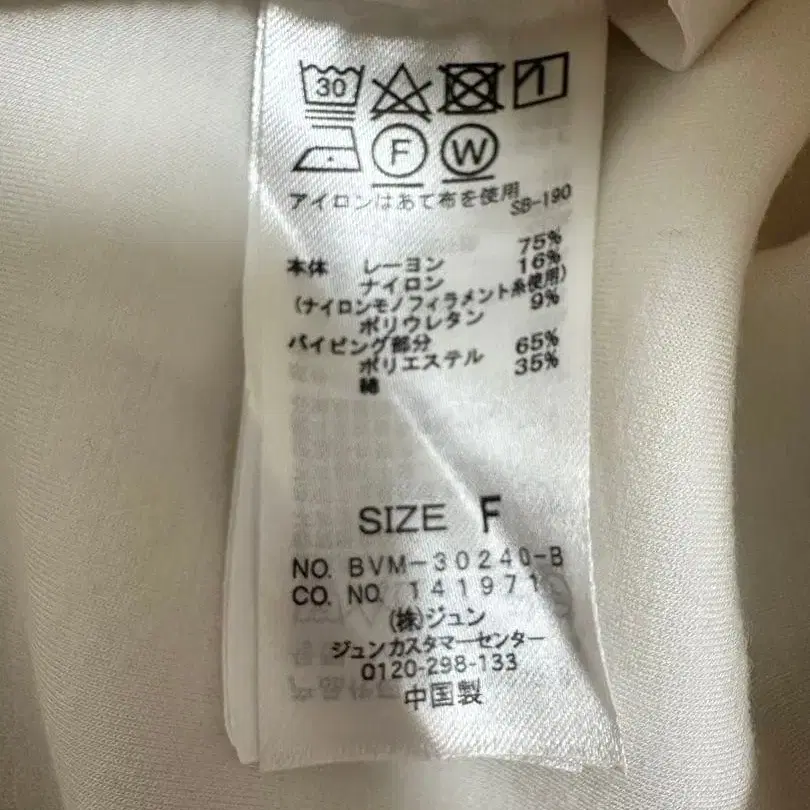 30
F W
アイロンはあて布を使用
SB-190
本体 レーヨン 75%
ナイロン 16%
(ナイロンモノフィラメント糸使用)
ポリウレタン 9%
パイピング部分
ポリエステル 65%
綿 35%
SIZE F
NO. BVM-30240-B
CO. NO. 141971
(株)ジュン
ジュンカスタマーセンター
0120-298-133
中国製